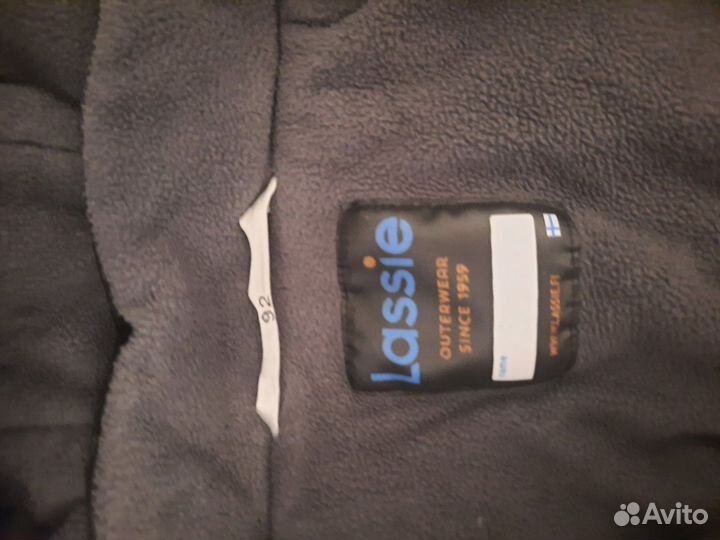 92
Lassie
OUTERWEAR
SINCE 1959
name
WWW.LASSIE.FI
Avito